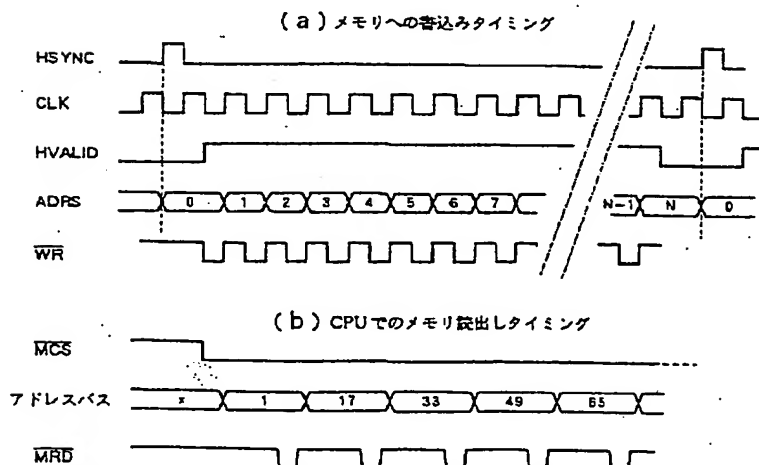 (a) メモリへの書込みタイミング
HSYNC
CLK
HVALID
ADRS 0 1 2 3 4 5 6 7 N-1 N 0
WR
(b) CPUでのメモリ読出しタイミング
MCS
アドレスバス x 1 17 33 49 65
MRD